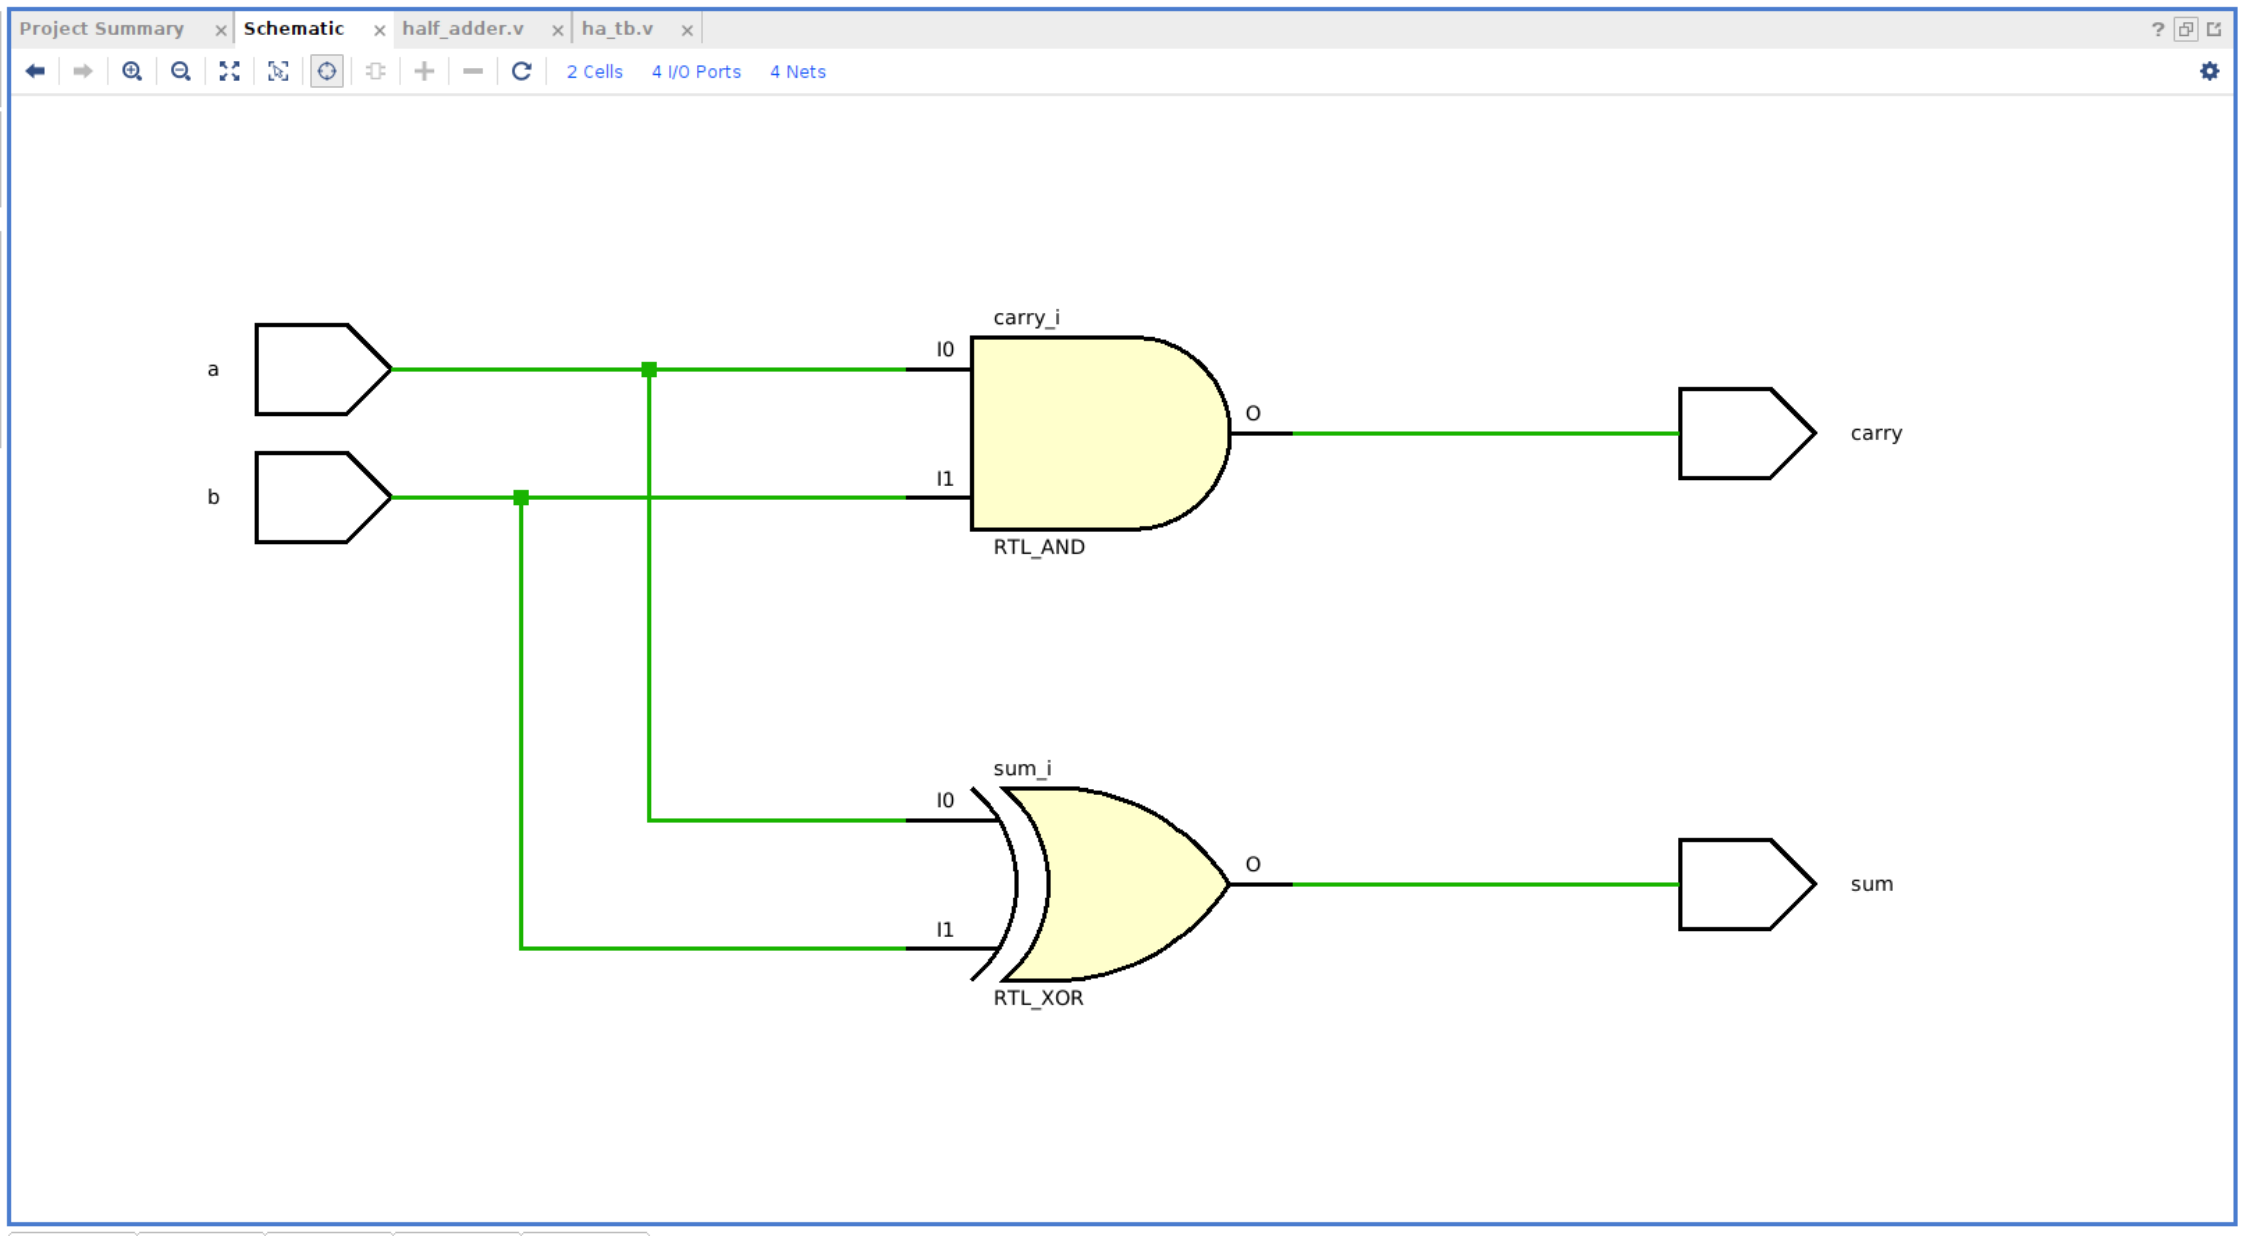 Project Summary × Schematic × half_adder.v × ha_tb.v × ?
2 Cells 4 I/O Ports 4 Nets
carry_i
I0
a
O
carry
I1
b
RTL_AND
sum_i
I0
O
sum
I1
RTL_XOR